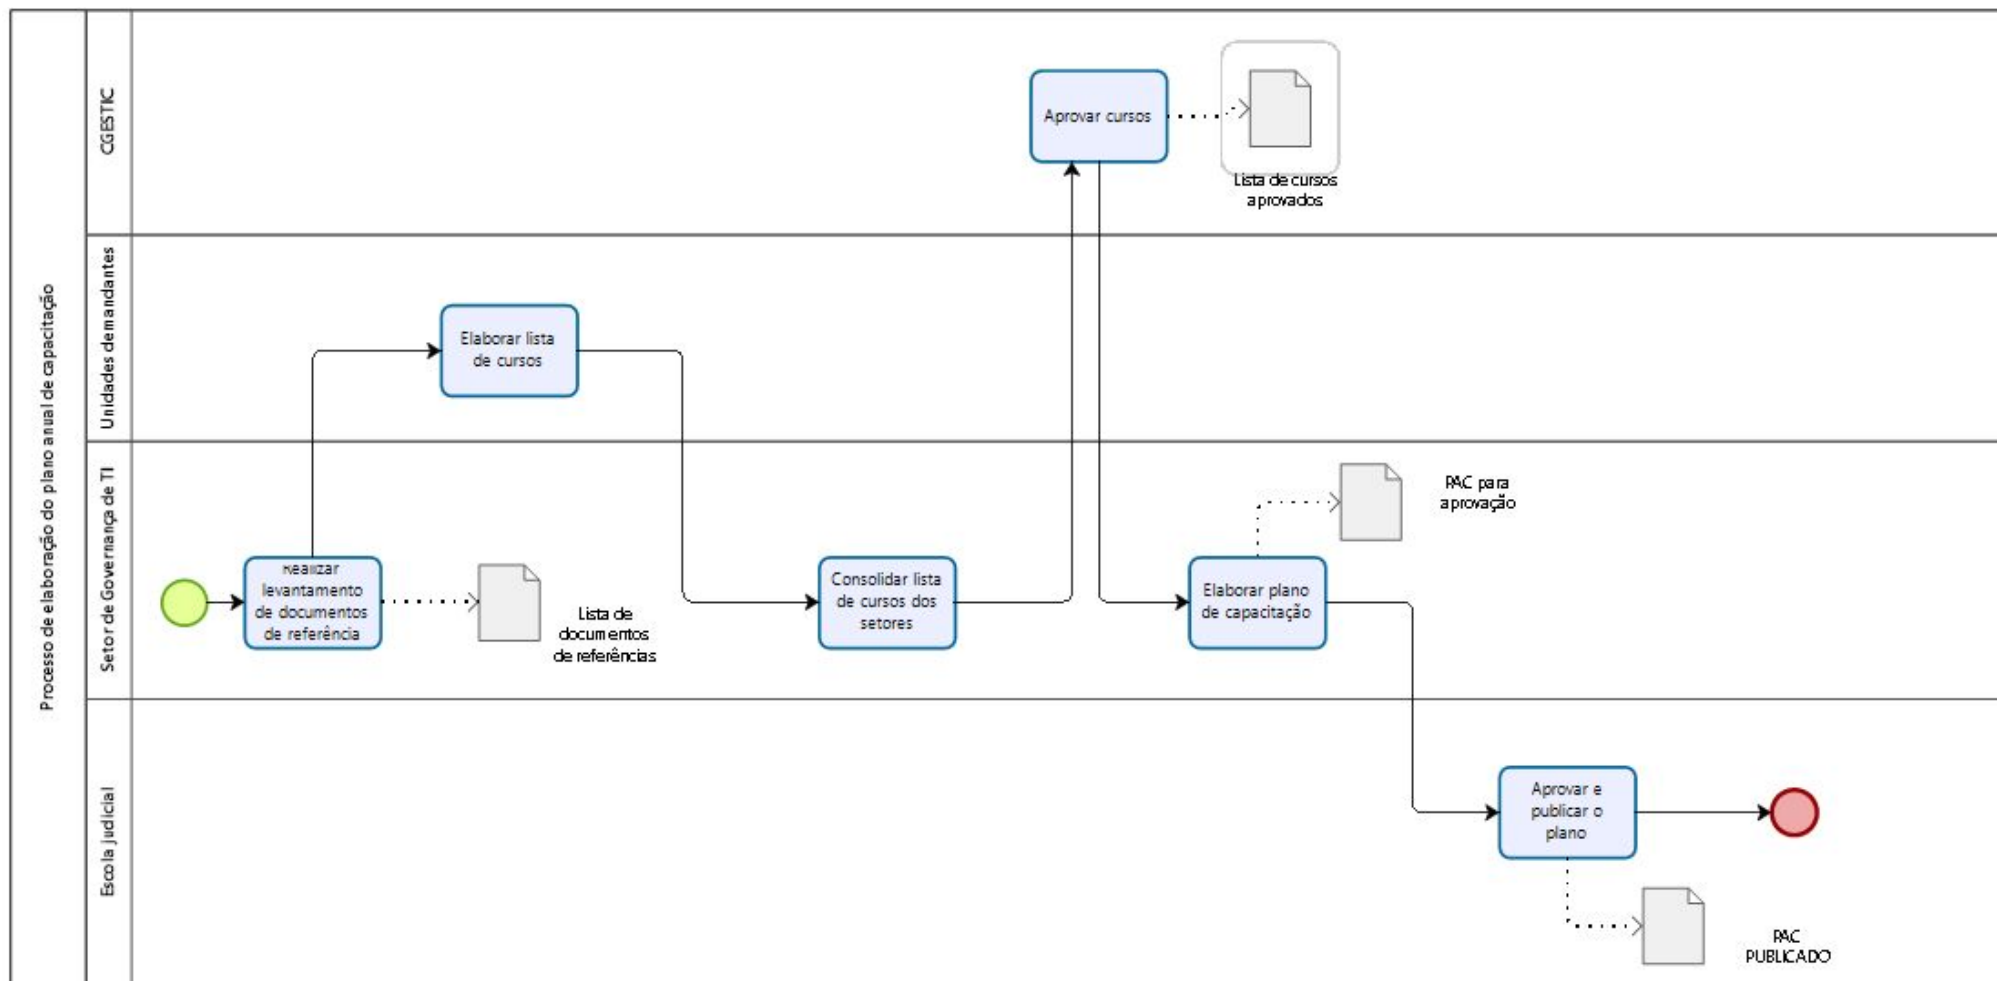 Processo de elaboração do plano anual de capacitação
CGESTIC
Aprovar cursos
Lista de cursos
aprovados
Unidades demandantes
Elaborar lista
de cursos
Setor de Governança de TI
Realizar
levantamento
de documentos
de referência
Lista de
documentos
de referências
Consolidar lista
de cursos dos
setores
Elaborar plano
de capacitação
PAC para
aprovação
Escola judicial
Aprovar e
publicar o
plano
PAC
PUBLICADO